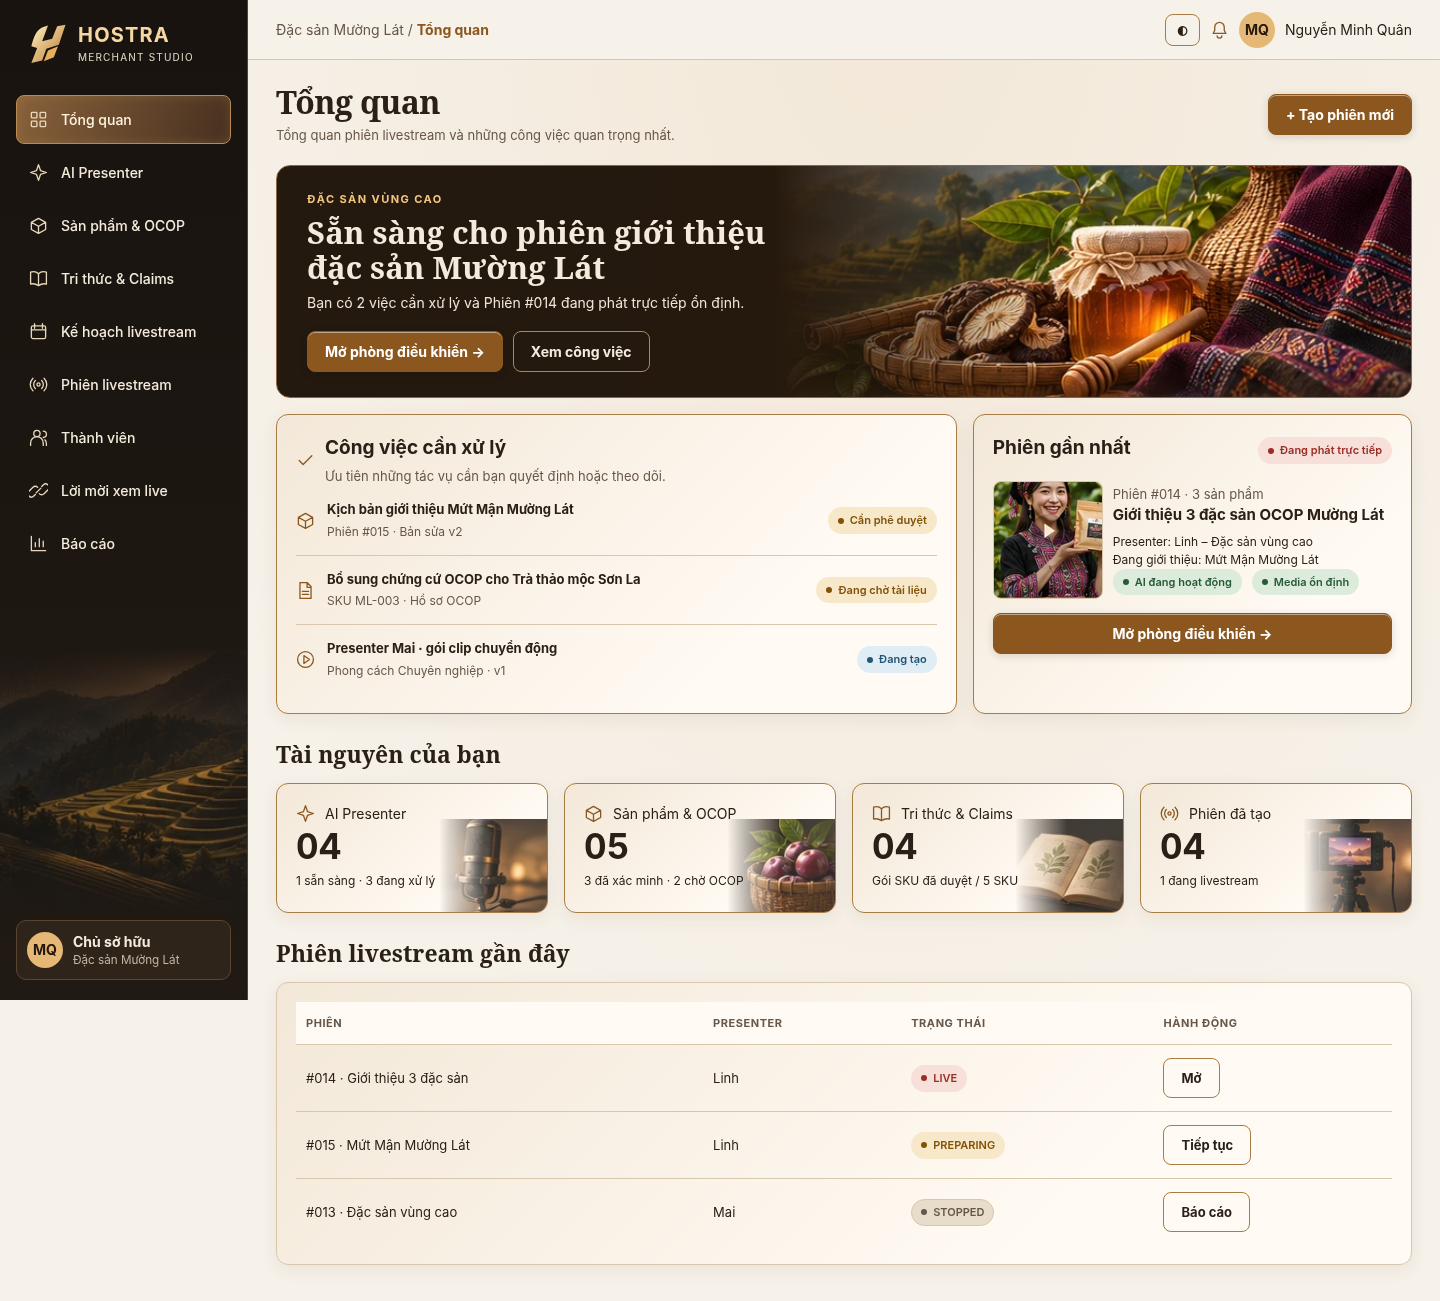 HOSTRA
MERCHANT STUDIO
Tổng quan
AI Presenter
Sản phẩm & OCOP
Tri thức & Claims
Kế hoạch livestream
Phiên livestream
Thành viên
Lời mời xem live
Báo cáo
MQ
Chủ sở hữu
Đặc sản Mường Lát
Đặc sản Mường Lát / Tổng quan
MQ
Nguyễn Minh Quân
Tổng quan
Tổng quan phiên livestream và những công việc quan trọng nhất.
+ Tạo phiên mới
ĐẶC SẢN VÙNG CAO
Sẵn sàng cho phiên giới thiệu
đặc sản Mường Lát
Bạn có 2 việc cần xử lý và Phiên #014 đang phát trực tiếp ổn định.
Mở phòng điều khiển →
Xem công việc
Công việc cần xử lý
Ưu tiên những tác vụ cần bạn quyết định hoặc theo dõi.
Kịch bản giới thiệu Mứt Mận Mường Lát
Phiên #015 · Bản sửa v2
Cần phê duyệt
Bổ sung chứng cứ OCOP cho Trà thảo mộc Sơn La
SKU ML-003 · Hồ sơ OCOP
Đang chờ tài liệu
Presenter Mai · gói clip chuyển động
Phong cách Chuyên nghiệp · v1
Đang tạo
Phiên gần nhất
Đang phát trực tiếp
Phiên #014 · 3 sản phẩm
Giới thiệu 3 đặc sản OCOP Mường Lát
Presenter: Linh – Đặc sản vùng cao
Đang giới thiệu: Mứt Mận Mường Lát
AI đang hoạt động
Media ổn định
Mở phòng điều khiển →
Tài nguyên của bạn
AI Presenter
04
1 sẵn sàng · 3 đang xử lý
Sản phẩm & OCOP
05
3 đã xác minh · 2 chờ OCOP
Tri thức & Claims
04
Gói SKU đã duyệt / 5 SKU
Phiên đã tạo
04
1 đang livestream
Phiên livestream gần đây
PHIÊN
PRESENTER
TRẠNG THÁI
HÀNH ĐỘNG
#014 · Giới thiệu 3 đặc sản
Linh
LIVE
Mở
#015 · Mứt Mận Mường Lát
Linh
PREPARING
Tiếp tục
#013 · Đặc sản vùng cao
Mai
STOPPED
Báo cáo